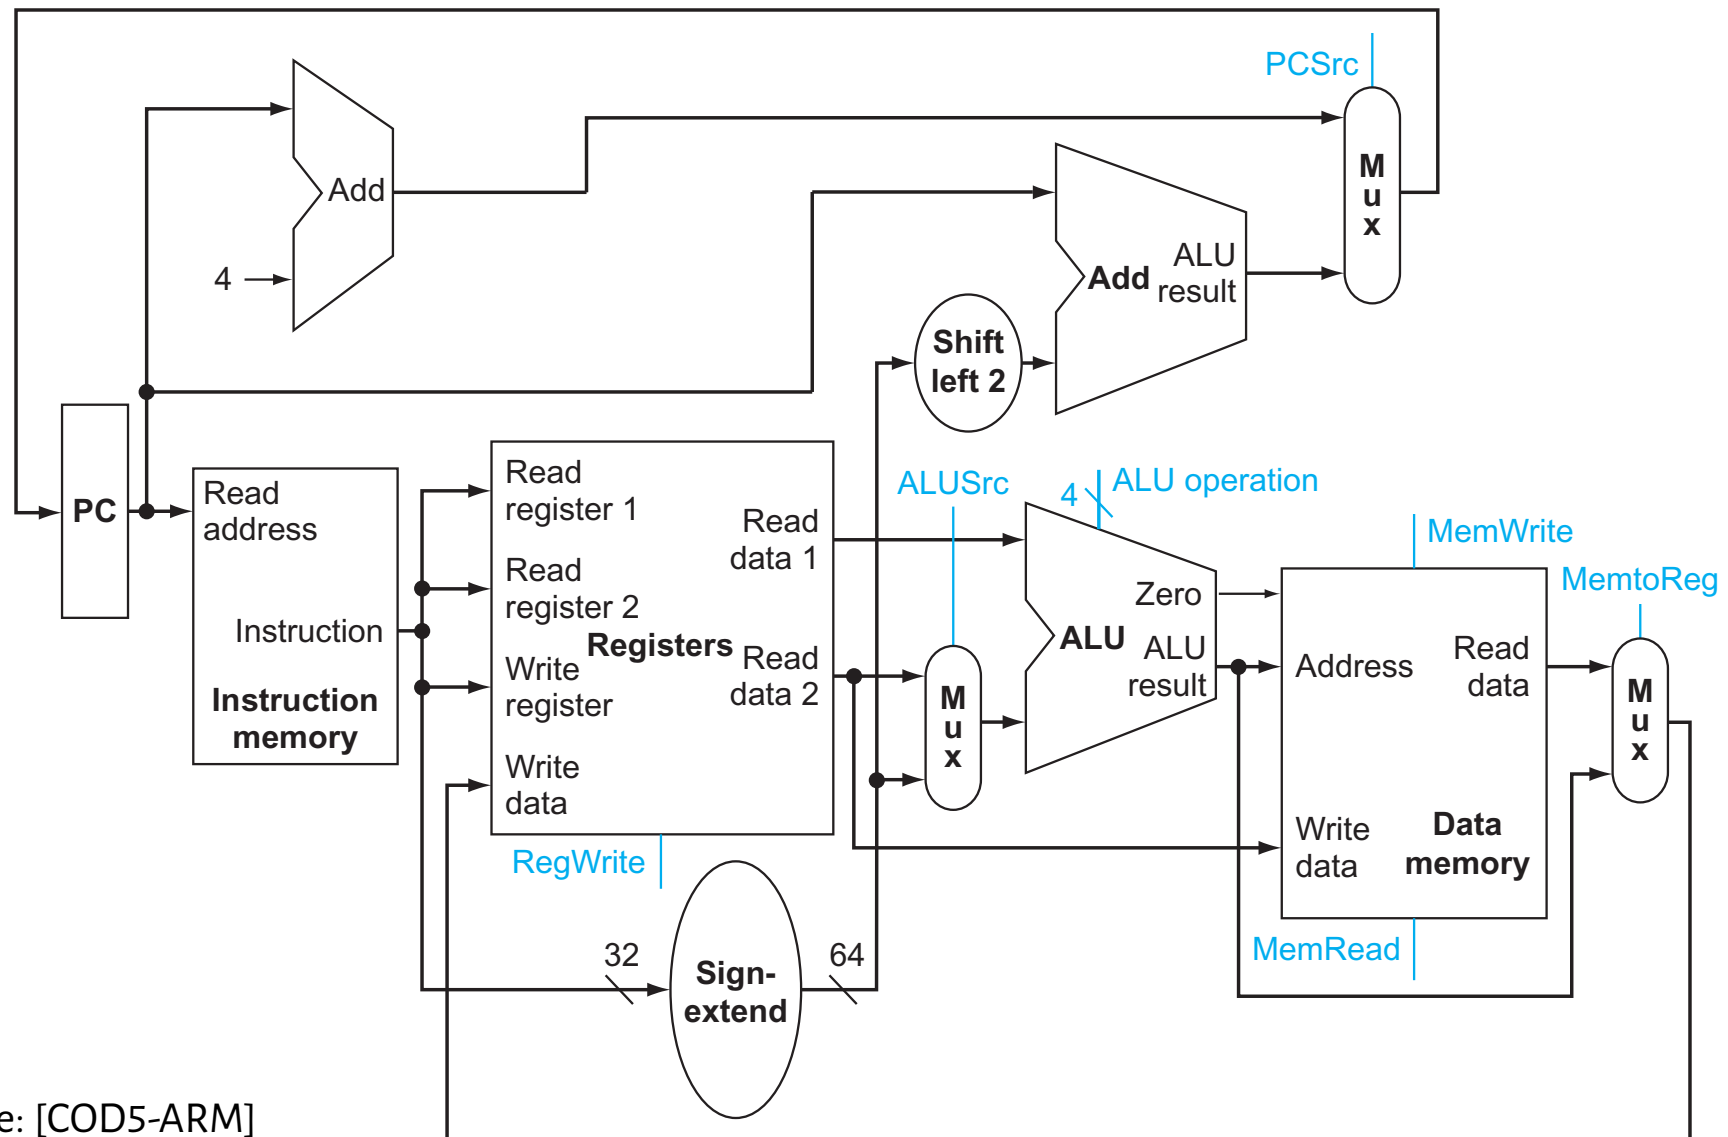 PCSrc
M
u
x
Add
4
Add
ALU
result
Shift
left 2
PC
Read
address
Instruction
Instruction
memory
Read
register 1
Read
register 2
Write
register
Write
data
Registers
Read
data 1
Read
data 2
RegWrite
ALUSrc
M
u
x
4
ALU operation
Zero
ALU
ALU
result
MemWrite
MemtoReg
Address
Read
data
Write
data
Data
memory
MemRead
M
u
x
32
Sign-
extend
64
e: [COD5-ARM]